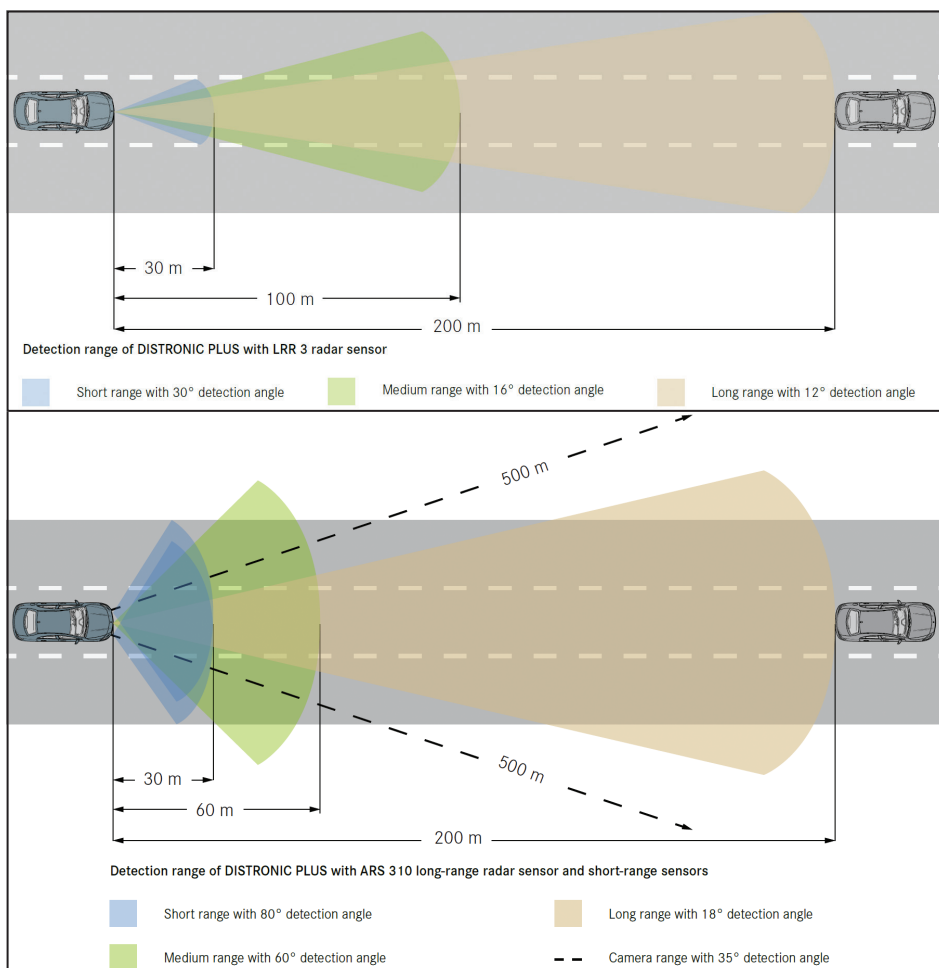 30 m
100 m
200 m
Detection range of DISTRONIC PLUS with LRR 3 radar sensor
Short range with 30° detection angle
Medium range with 16° detection angle
Long range with 12° detection angle
500 m
500 m
30 m
60 m
200 m
Detection range of DISTRONIC PLUS with ARS 310 long-range radar sensor and short-range sensors
Short range with 80° detection angle
Long range with 18° detection angle
Medium range with 60° detection angle
Camera range with 35° detection angle